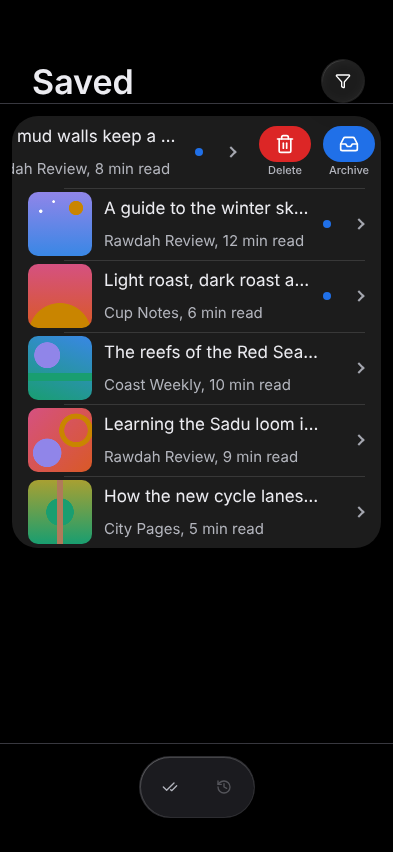 Saved
mud walls keep a ...
Review, 8 min read
Delete
Archive
A guide to the winter sk...
Rawdah Review, 12 min read
Light roast, dark roast a...
Cup Notes, 6 min read
The reefs of the Red Sea...
Coast Weekly, 10 min read
Learning the Sadu loom i...
Rawdah Review, 9 min read
How the new cycle lanes...
City Pages, 5 min read